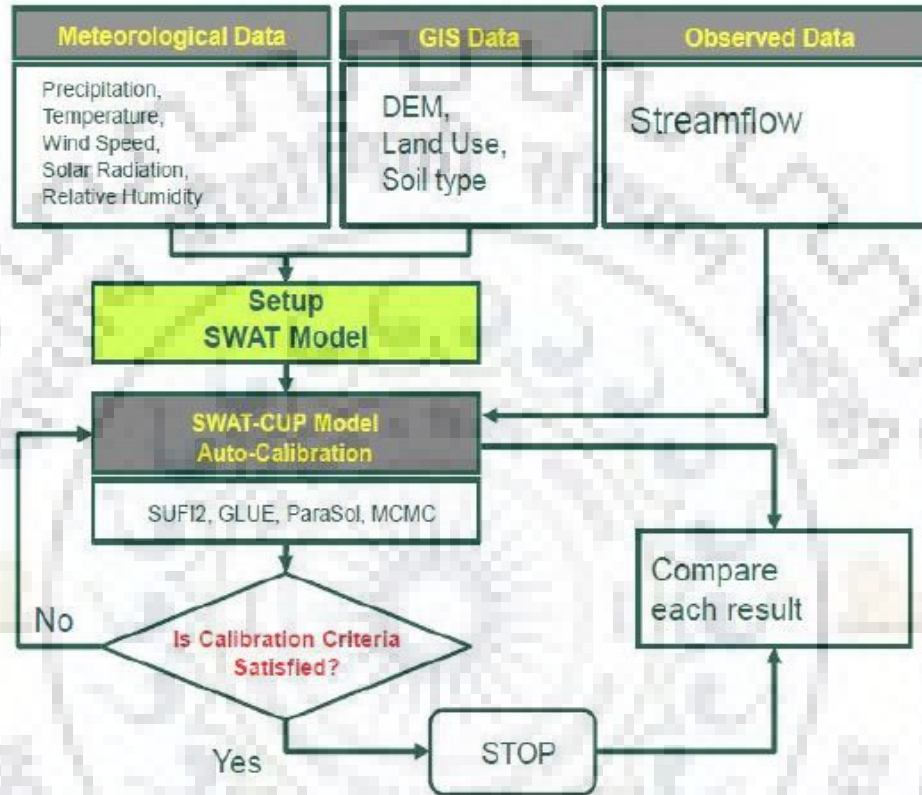 Meteorological Data
Precipitation,
Temperature,
Wind Speed,
Solar Radiation,
Relative Humidity
GIS Data
DEM,
Land Use,
Soil type
Observed Data
Streamflow
Setup
SWAT Model
SWAT-CUP Model
Auto-Calibration
SUFI2, GLUE, ParaSol, MCMC
Is Calibration Criteria
Satisfied?
No
Yes
STOP
Compare
each result